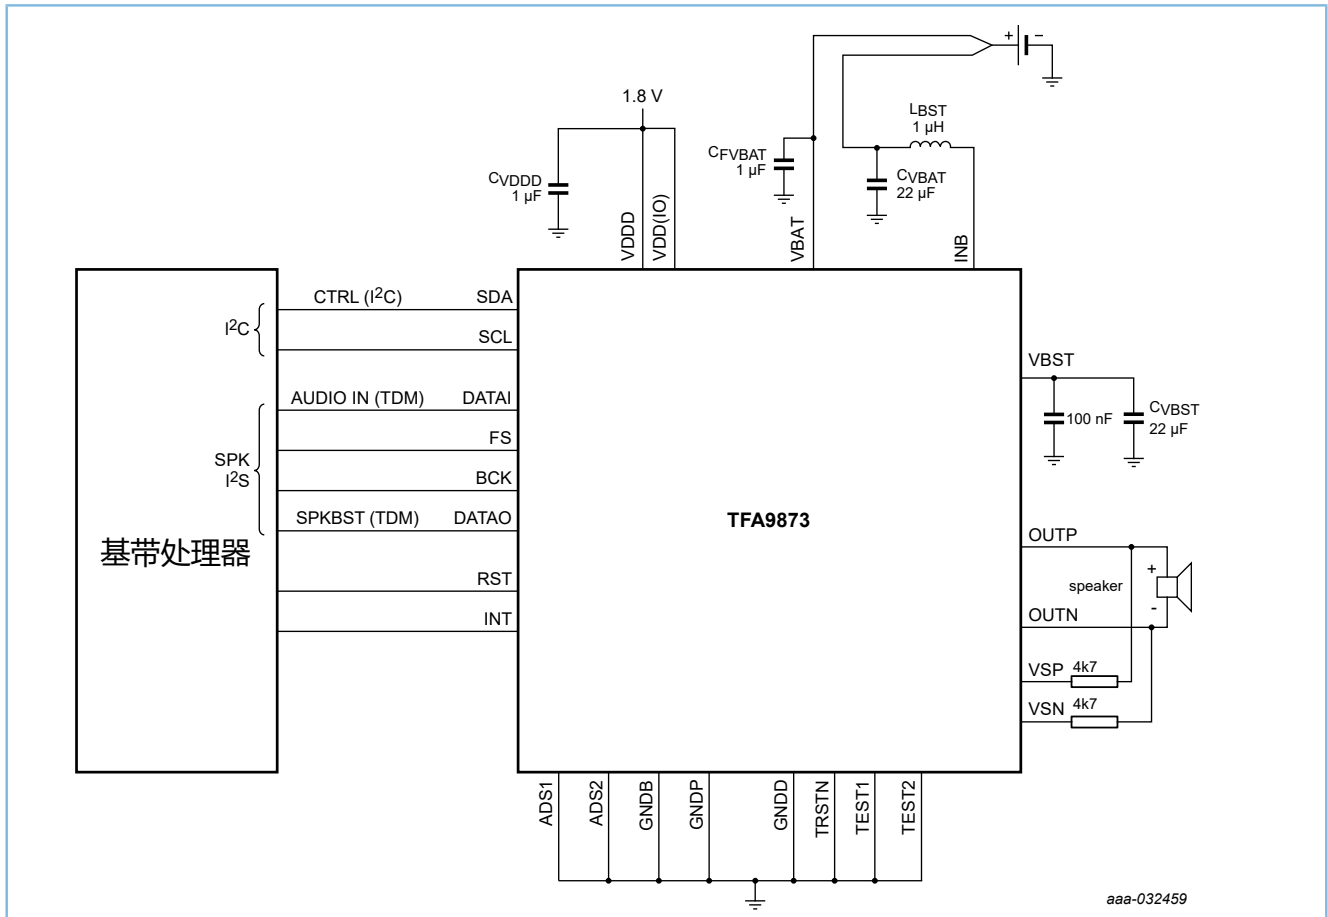 + −
1.8 V
LBST
1 µH
CFVBAT
1 µF
CVBAT
22 µF
CVDDD
1 µF
VDDD
VDD(IO)
VBAT
INB
CTRL (I²C) SDA
I²C
SCL
VBST
AUDIO IN (TDM) DATAI
100 nF
CVBST
22 µF
FS
SPK
I²S
BCK
SPKBST (TDM) DATAO
TFA9873
基带处理器
OUTP
+
speaker
-
OUTN
RST
INT
VSP 4k7
VSN 4k7
ADS1
ADS2
GNDB
GNDP
GNDD
TRSTN
TEST1
TEST2
aaa-032459